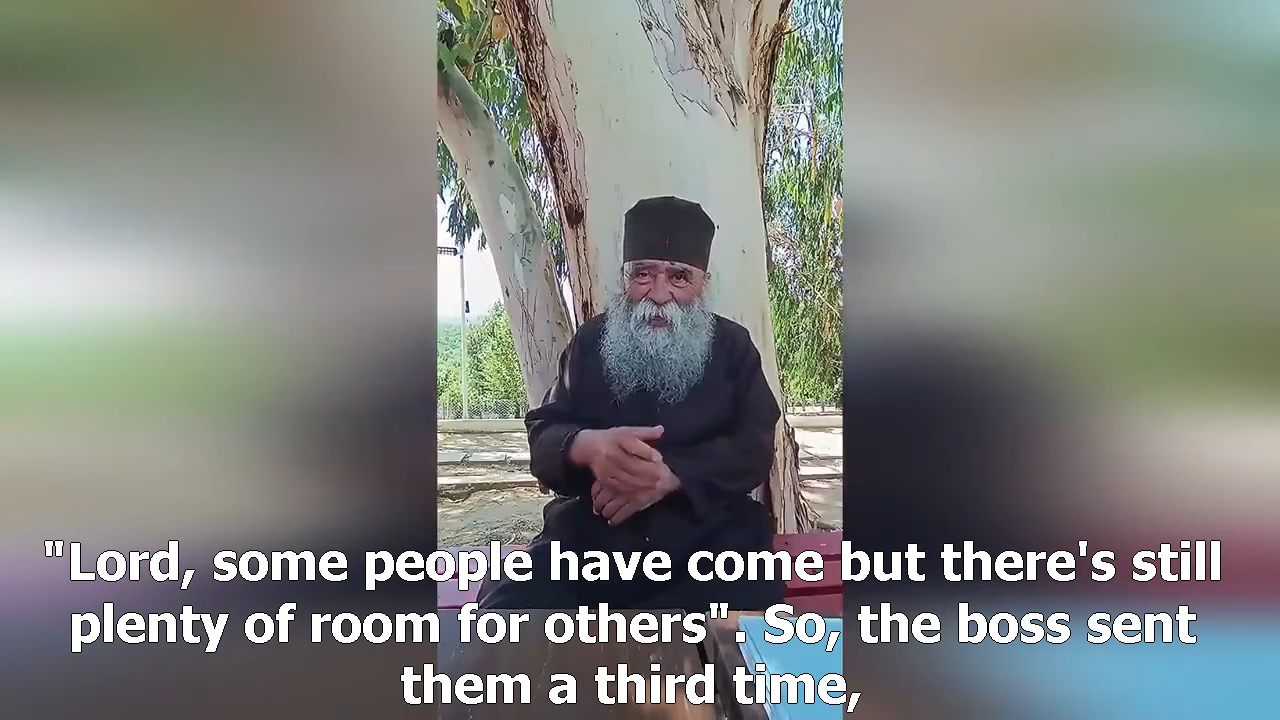 "Lord, some people have come but there's still
plenty of room for others". So, the boss sent
them a third time,